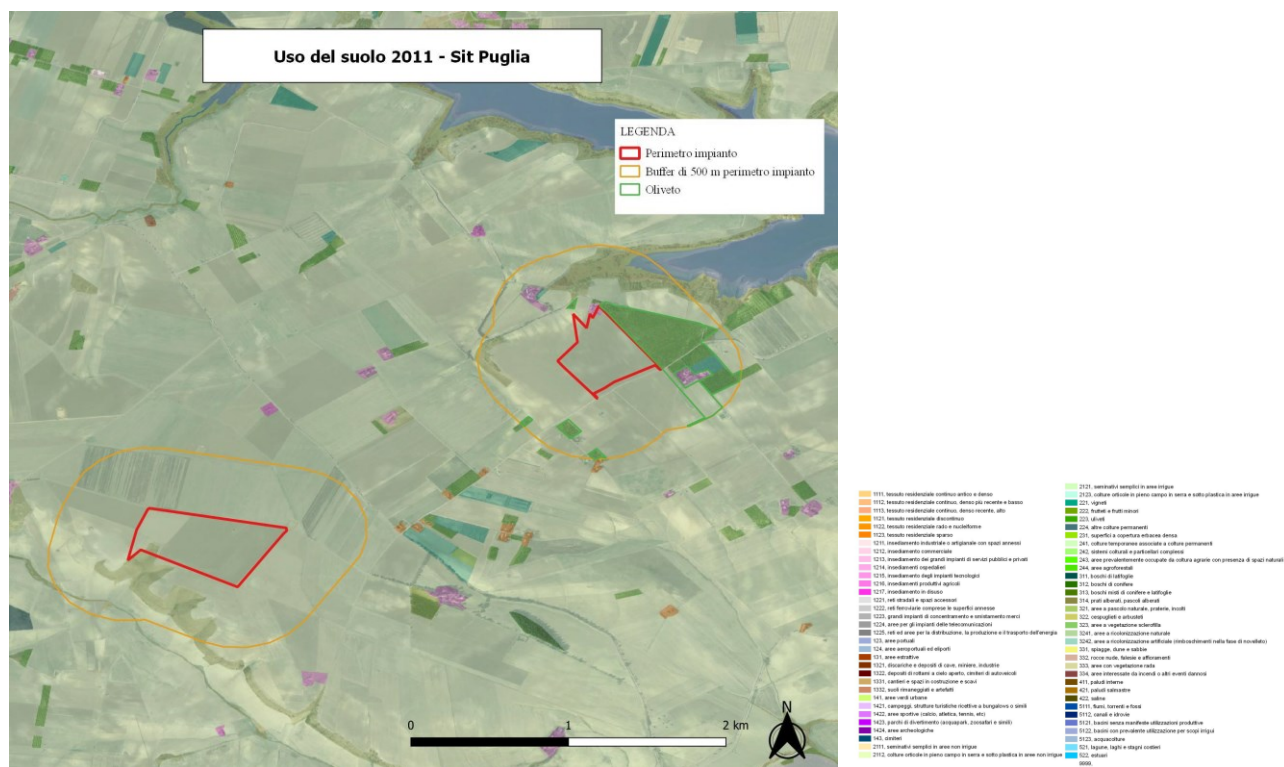 Uso del suolo 2011 - Sit Puglia
LEGENDA
Perimetro impianto
Buffer di 500 m perimetro impianto
Oliveto
N
0 1 2 km
1111, tessuto residenziale continuo antico e denso
1112, tessuto residenziale continuo, denso più recente e basso
1113, tessuto residenziale continuo, denso recente, alto
1121, tessuto residenziale discontinuo
1122, tessuto residenziale rado e nucleiforme
1123, tessuto residenziale sparso
1211, insediamento industriale o artigianale con spazi annessi
1212, insediamento commerciale
1213, insediamento dei grandi impianti di servizi pubblici e privati
1214, insediamenti ospedalieri
1215, insediamento degli impianti tecnologici
1216, insediamenti produttivi agricoli
1217, insediamento in disuso
1221, reti stradali e spazi accessori
1222, reti ferroviarie comprese le superfici annesse
1223, grandi impianti di concentramento e smistamento merci
1224, aree per gli impianti delle telecomunicazioni
1225, reti ed aree per la distribuzione, la produzione e il trasporto dell'energia
123, aree portuali
124, aree aeroportuali ed eliporti
131, aree estrattive
1321, discariche e depositi di cave, miniere, industrie
1322, depositi di rottami a cielo aperto, cimiteri di autoveicoli
1331, cantieri e spazi in costruzione e scavi
1332, suoli rimaneggiati e artefatti
141, aree verdi urbane
1421, campeggi, strutture turistiche ricettive a bungalows o simili
1422, aree sportive (calcio, atletica, tennis, etc)
1423, parchi di divertimento (acquapark, zoosafari e simili)
1424, aree archeologiche
143, cimiteri
2111, seminativi semplici in aree non irrigue
2112, colture orticole in pieno campo in serra e sotto plastica in aree non irrigue
2121, seminativi semplici in aree irrigue
2123, colture orticole in pieno campo in serra e sotto plastica in aree irrigue
221, vigneti
222, frutteti e frutti minori
223, uliveti
224, altre colture permanenti
231, superfici a copertura erbacea densa
241, colture temporanee associate a colture permanenti
242, sistemi colturali e particellari complessi
243, aree prevalentemente occupate da coltura agrarie con presenza di spazi naturali
244, aree agroforestali
311, boschi di latifoglie
312, boschi di conifere
313, boschi misti di conifere e latifoglie
314, prati alberati, pascoli alberati
321, aree a pascolo naturale, praterie, incolti
322, cespuglieti e arbusteti
323, aree a vegetazione sclerofilla
3241, aree a ricolonizzazione naturale
3242, aree a ricolonizzazione artificiale (rimboschimenti nella fase di novelleto)
331, spiagge, dune e sabbie
332, rocce nude, falesie e affioramenti
333, aree con vegetazione rada
334, aree interessate da incendi o altri eventi dannosi
411, paludi interne
421, paludi salmastre
422, saline
5111, fiumi, torrenti e fossi
5112, canali e idrovie
5121, bacini senza manifeste utilizzazioni produttive
5122, bacini con prevalente utilizzazione per scopi irrigui
5123, acquacolture
521, lagune, laghi e stagni costieri
522, estuari
9999,